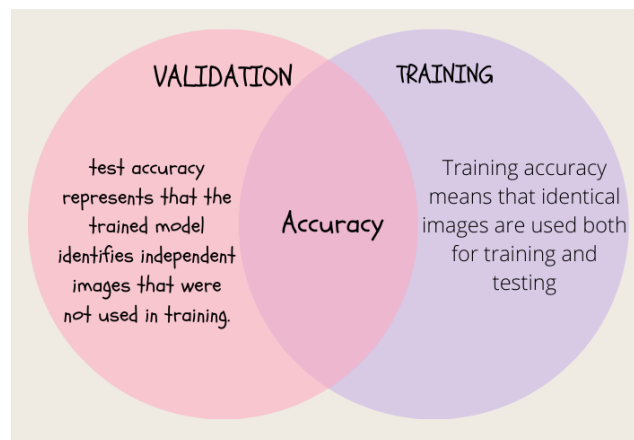 VALIDATION
test accuracy
represents that the
trained model
identifies independent
images that were
not used in training.
Accuracy
TRAINING
Training accuracy
means that identical
images are used both
for training and
testing